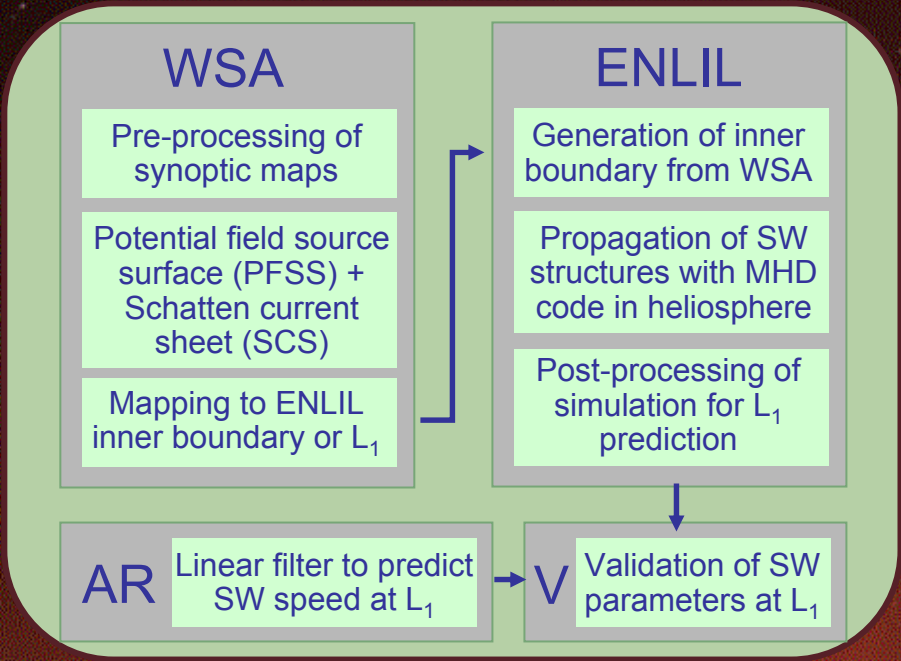 WSA
Pre-processing of
synoptic maps
Potential field source
surface (PFSS) +
Schatten current
sheet (SCS)
Mapping to ENLIL
inner boundary or L₁
ENLIL
Generation of inner
boundary from WSA
Propagation of SW
structures with MHD
code in heliosphere
Post-processing of
simulation for L₁
prediction
AR
Linear filter to predict
SW speed at L₁
V
Validation of SW
parameters at L₁